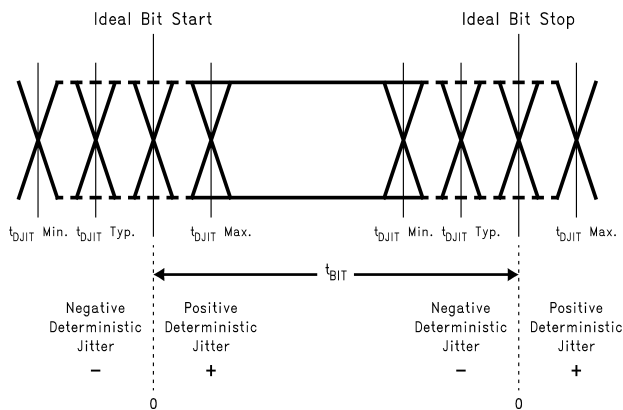 Ideal Bit Start
Ideal Bit Stop
tDJIT Min. tDJIT Typ. tDJIT Max. tDJIT Min. tDJIT Typ. tDJIT Max.
tBIT
Negative
Deterministic
Jitter
−
Positive
Deterministic
Jitter
+
Negative
Deterministic
Jitter
−
Positive
Deterministic
Jitter
+
0
0